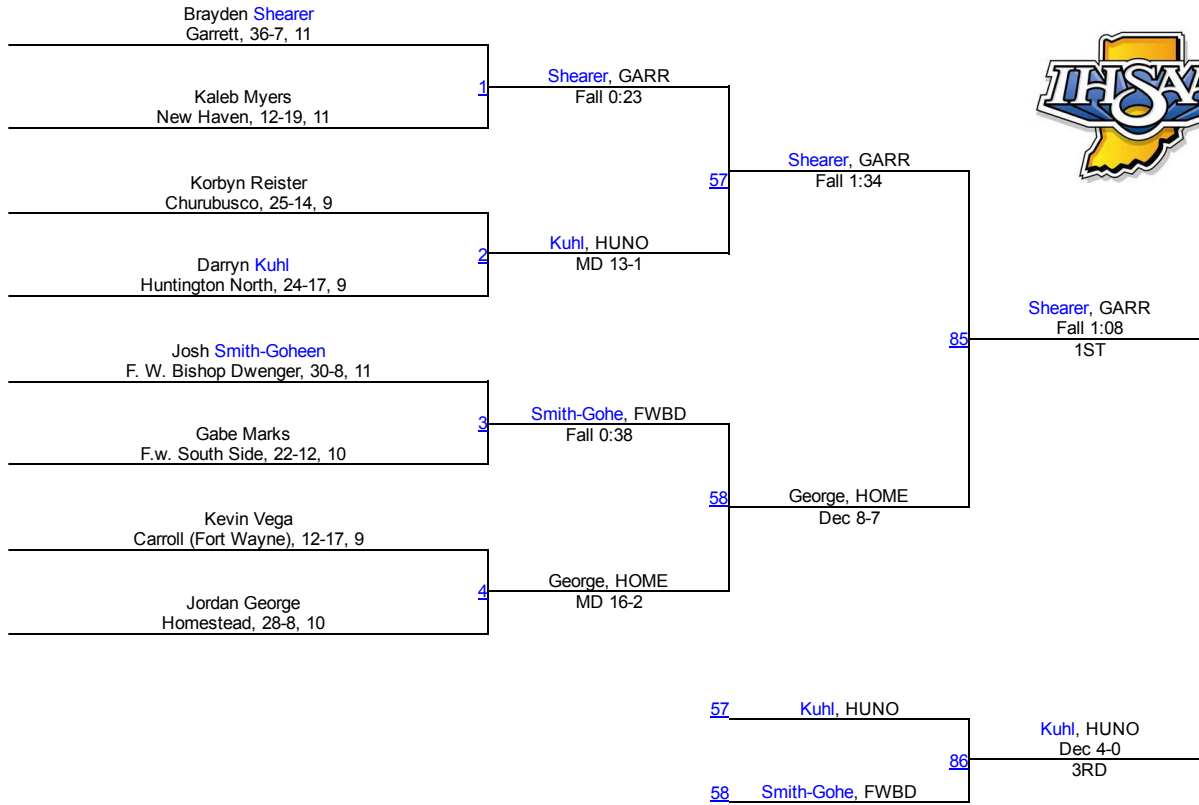 Brayden Shearer
Garrett, 36-7, 11
Kaleb Myers
New Haven, 12-19, 11
1
Shearer, GARR
Fall 0:23
Korbyn Reister
Churubusco, 25-14, 9
Darryn Kuhl
Huntington North, 24-17, 9
2
Kuhl, HUNO
MD 13-1
57
Shearer, GARR
Fall 1:34
Josh Smith-Goheen
F. W. Bishop Dwenger, 30-8, 11
Gabe Marks
F.w. South Side, 22-12, 10
3
Smith-Gohe, FWBD
Fall 0:38
Kevin Vega
Carroll (Fort Wayne), 12-17, 9
Jordan George
Homestead, 28-8, 10
4
George, HOME
MD 16-2
58
George, HOME
Dec 8-7
85
Shearer, GARR
Fall 1:08
1ST
57
Kuhl, HUNO
58
Smith-Gohe, FWBD
86
Kuhl, HUNO
Dec 4-0
3RD
IHSAA